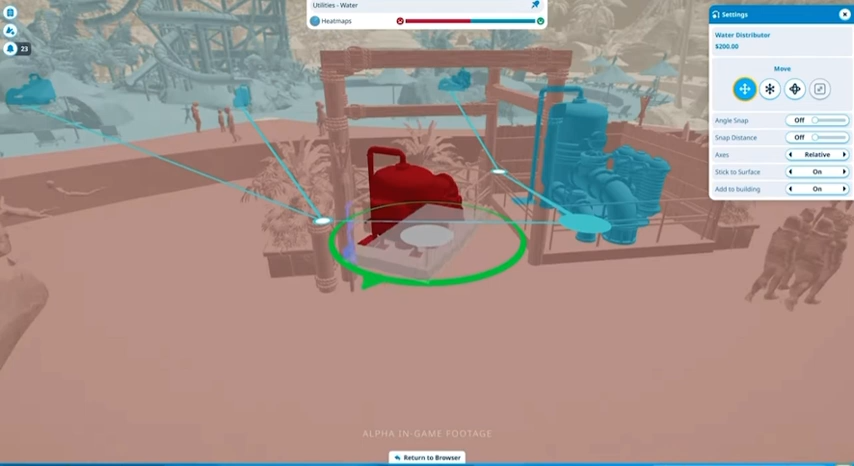 Utilities - Water
Heatmaps
23
Settings
Water Distributor
$200.00
Move
Angle Snap Off
Snap Distance Off
Axes Relative
Stick to Surface On
Add to building On
ALPHA IN-GAME FOOTAGE
Return to Browser